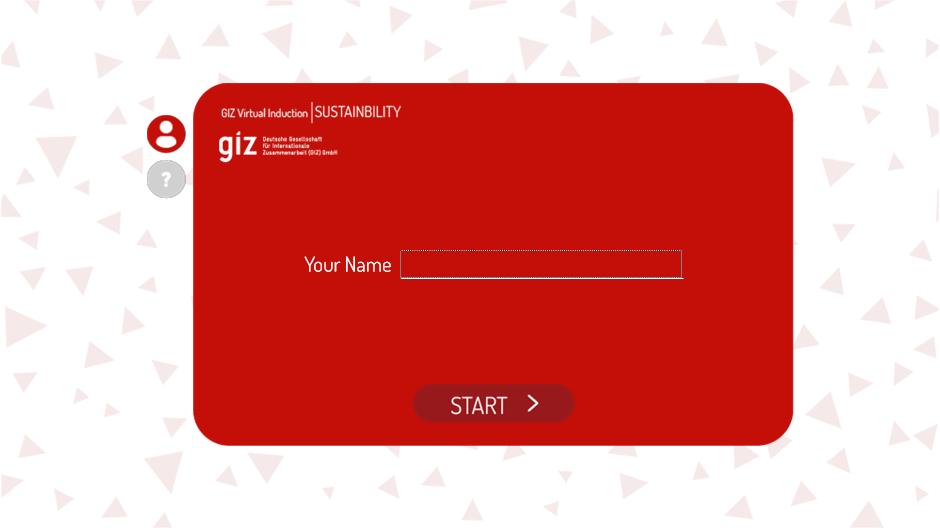 GIZ Virtual Induction | SUSTAINBILITY
giz Deutsche Gesellschaft
für Internationale
Zusammenarbeit (GIZ) GmbH
?
Your Name
START >